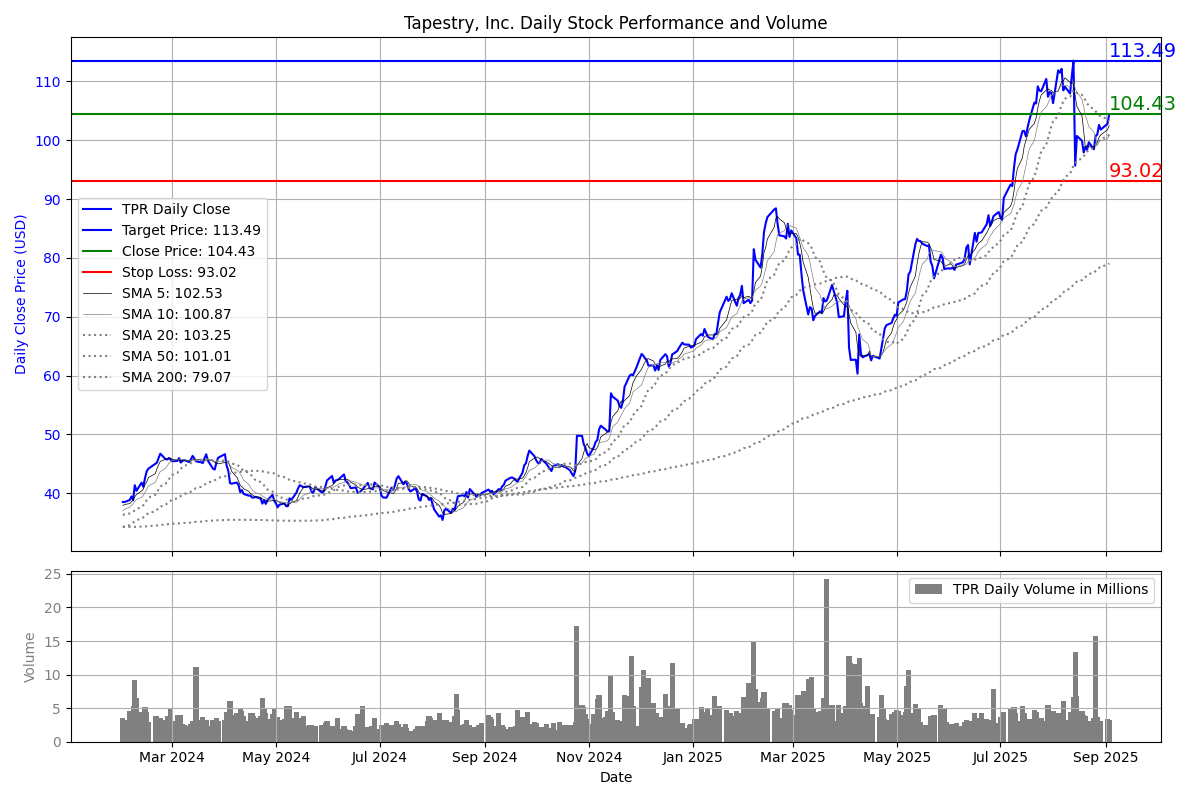 Tapestry, Inc. Daily Stock Performance and Volume
113.49
110
104.43
100
93.02
90
80
70
60
50
40
Daily Close Price (USD)
TPR Daily Close
Target Price: 113.49
Close Price: 104.43
Stop Loss: 93.02
SMA 5: 102.53
SMA 10: 100.87
SMA 20: 103.25
SMA 50: 101.01
SMA 200: 79.07
25
20
15
10
5
0
Volume
TPR Daily Volume in Millions
Mar 2024 May 2024 Jul 2024 Sep 2024 Nov 2024 Jan 2025 Mar 2025 May 2025 Jul 2025 Sep 2025
Date